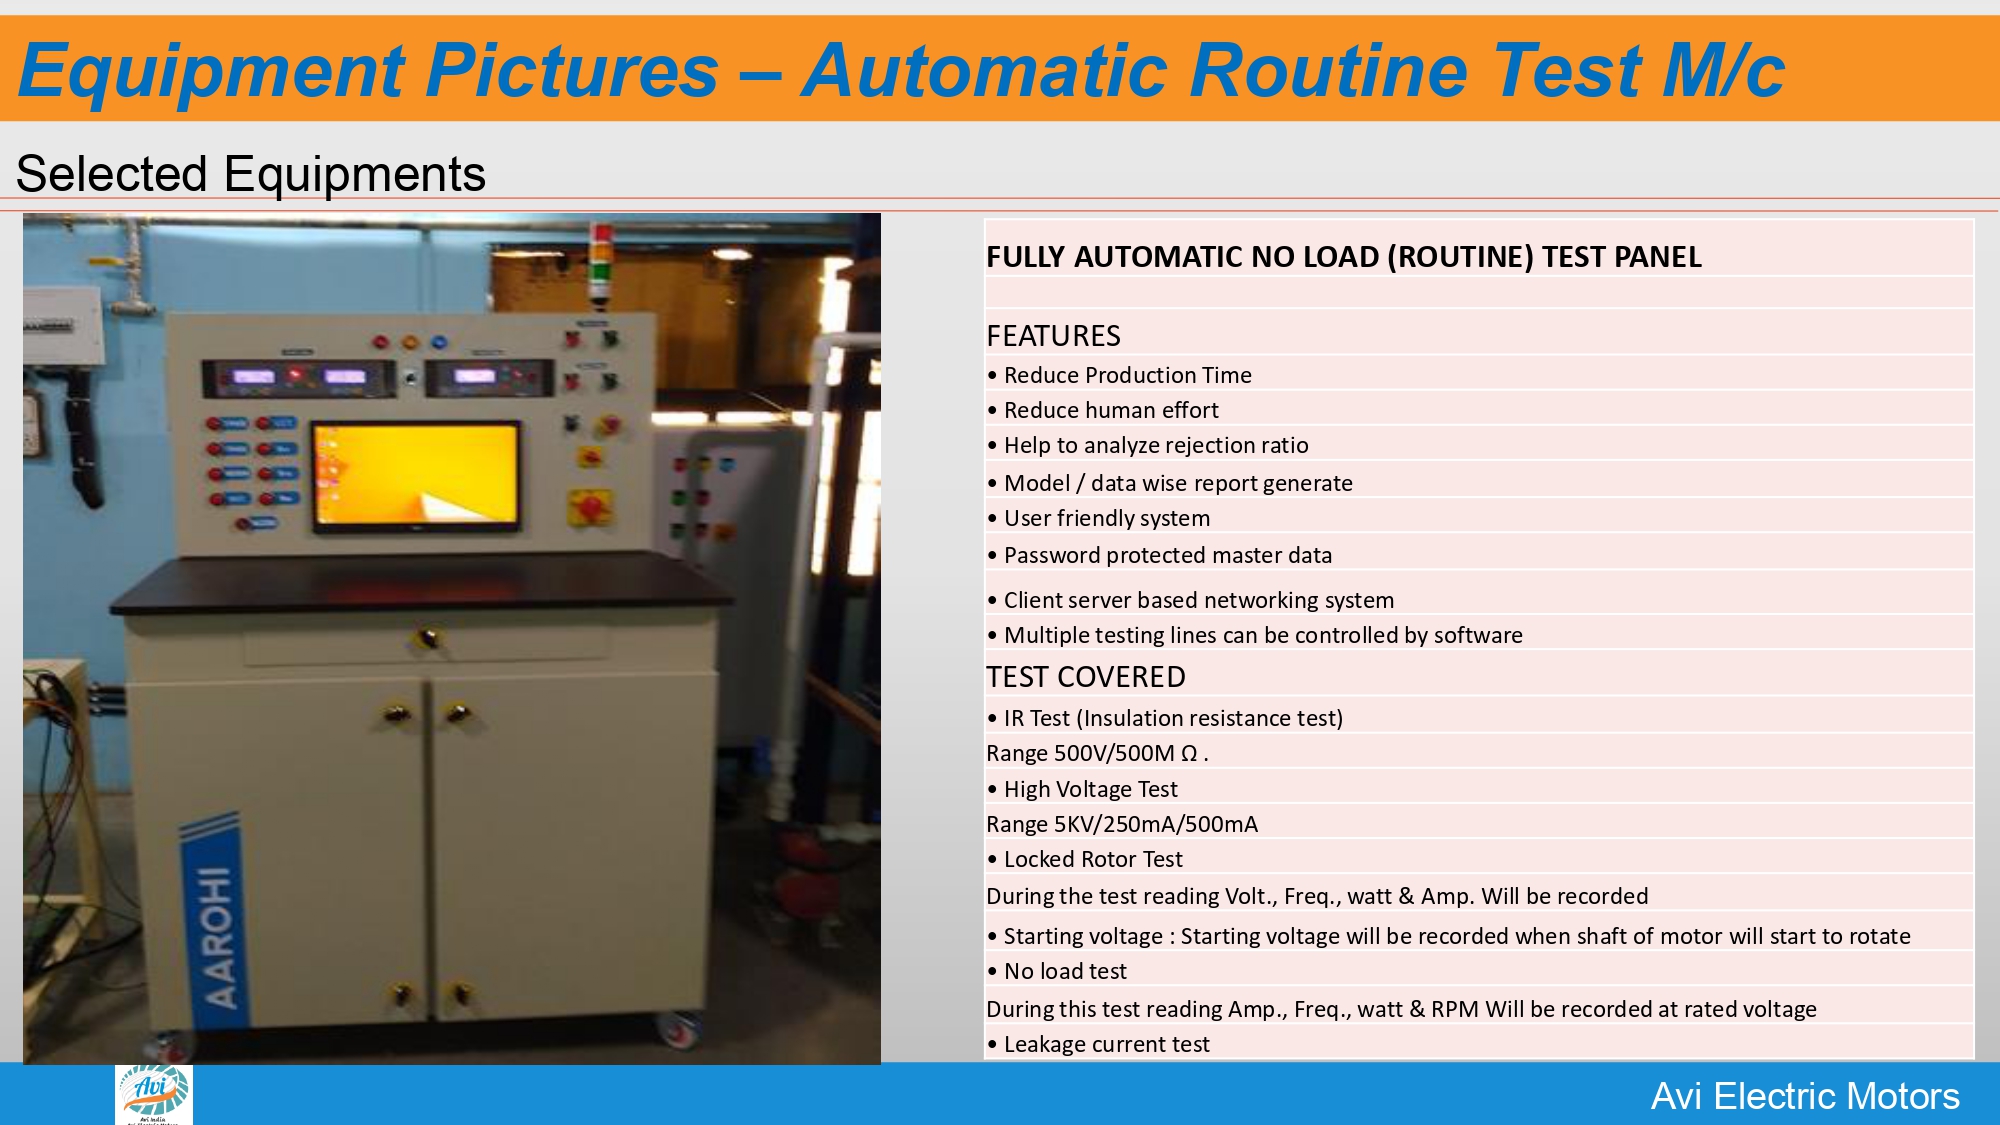 Equipment Pictures – Automatic Routine Test M/c
Selected Equipments
AAROHI
FULLY AUTOMATIC NO LOAD (ROUTINE) TEST PANEL
FEATURES
• Reduce Production Time
• Reduce human effort
• Help to analyze rejection ratio
• Model / data wise report generate
• User friendly system
• Password protected master data
• Client server based networking system
• Multiple testing lines can be controlled by software
TEST COVERED
• IR Test (Insulation resistance test)
Range 500V/500M Ω .
• High Voltage Test
Range 5KV/250mA/500mA
• Locked Rotor Test
During the test reading Volt., Freq., watt & Amp. Will be recorded
• Starting voltage : Starting voltage will be recorded when shaft of motor will start to rotate
• No load test
During this test reading Amp., Freq., watt & RPM Will be recorded at rated voltage
• Leakage current test
Avi
Avi India
Avi Electric Motors